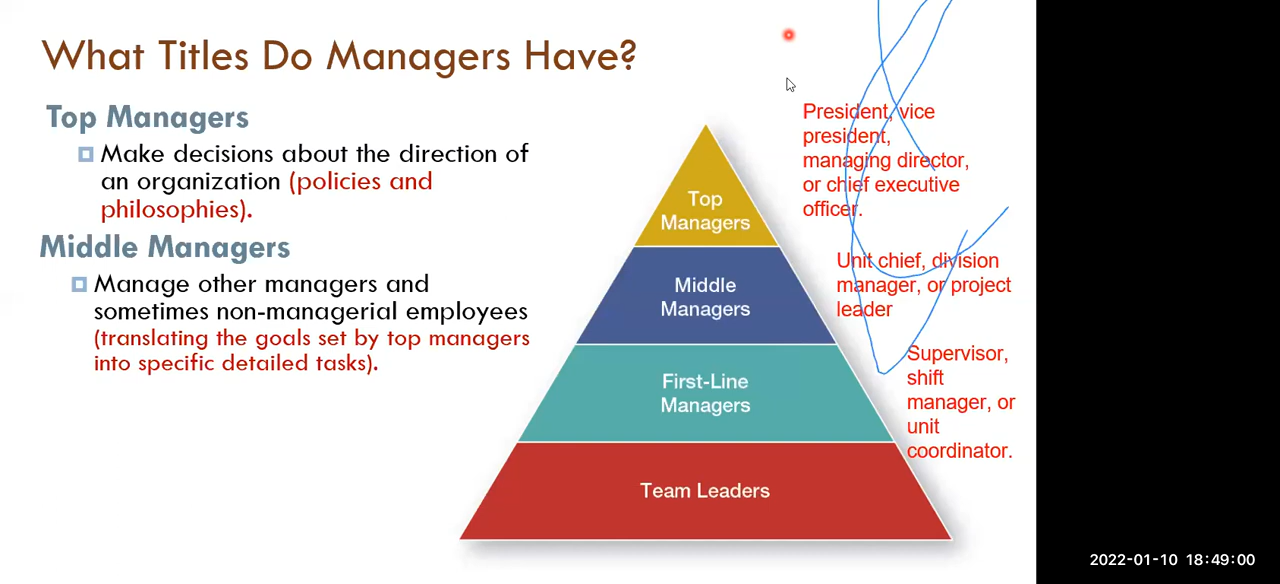 What Titles Do Managers Have?
Top Managers
Make decisions about the direction of
an organization (policies and
philosophies).
Middle Managers
Manage other managers and
sometimes non-managerial employees
(translating the goals set by top managers
into specific detailed tasks).
Top
Managers
Middle
Managers
First-Line
Managers
Team Leaders
President, vice
president,
managing director,
or chief executive
officer.
Unit chief, division
manager, or project
leader
Supervisor,
shift
manager, or
unit
coordinator.
2022-01-10 18:49:00